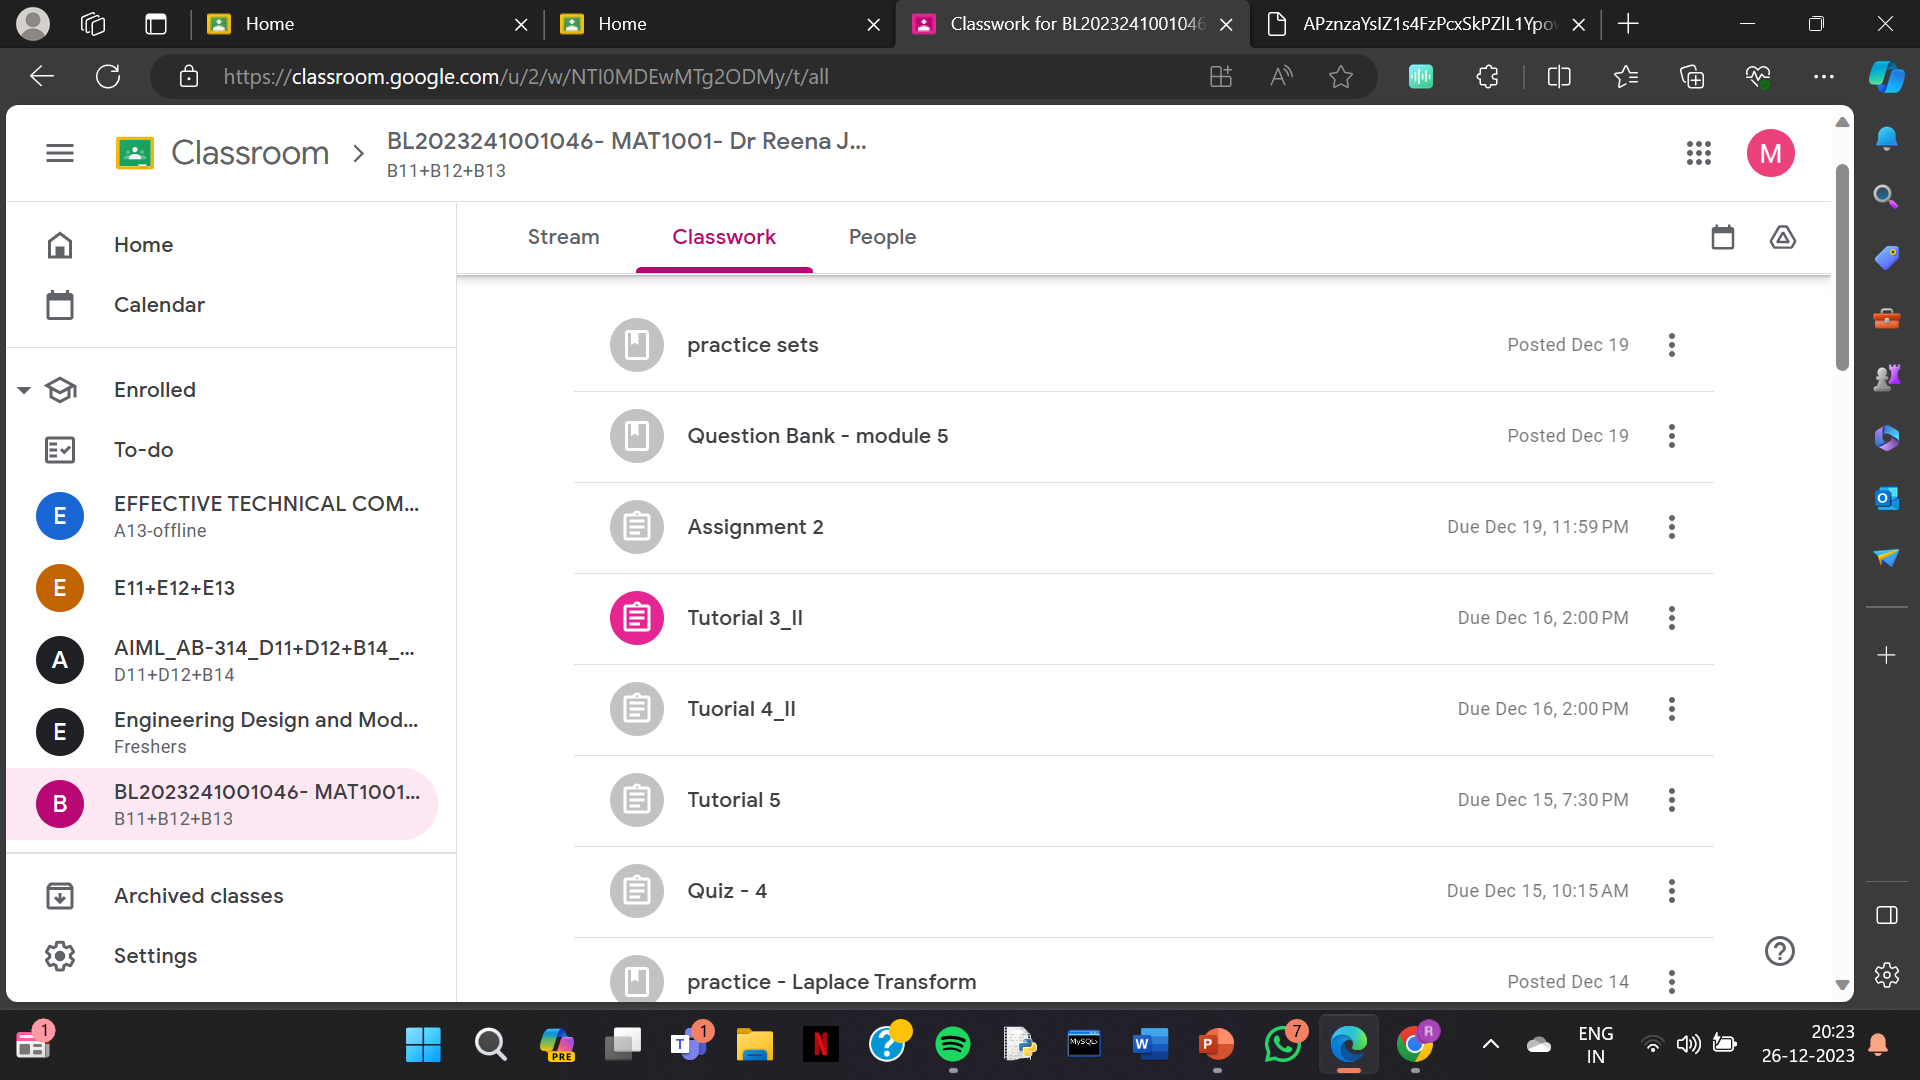 Home
Home
Classwork for BL2023241001046
APznzaYsIZ1s4FzPcxSkPZlL1Ypov
https://classroom.google.com/u/2/w/NTI0MDEwMTg2ODMy/t/all
Classroom
BL2023241001046- MAT1001- Dr Reena J...
B11+B12+B13
M
Home
Calendar
Enrolled
To-do
E
EFFECTIVE TECHNICAL COM...
A13-offline
E
E11+E12+E13
A
AIML_AB-314_D11+D12+B14_...
D11+D12+B14
E
Engineering Design and Mod...
Freshers
B
BL2023241001046- MAT1001...
B11+B12+B13
Archived classes
Settings
Stream
Classwork
People
practice sets
Posted Dec 19
Question Bank - module 5
Posted Dec 19
Assignment 2
Due Dec 19, 11:59 PM
Tutorial 3_II
Due Dec 16, 2:00 PM
Tuorial 4_II
Due Dec 16, 2:00 PM
Tutorial 5
Due Dec 15, 7:30 PM
Quiz - 4
Due Dec 15, 10:15 AM
practice - Laplace Transform
Posted Dec 14
1
PRE
1
T
N
MySQL
W
P
7
R
ENG
IN
20:23
26-12-2023